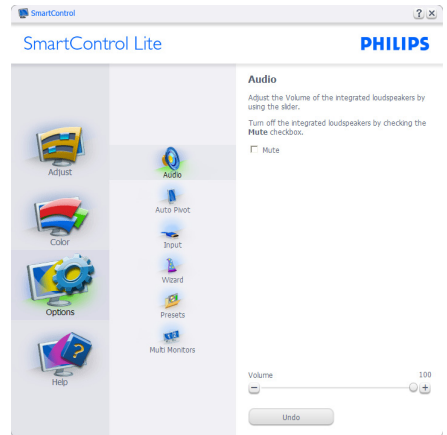 SmartControl
SmartControl Lite
PHILIPS
Adjust
Color
Options
Help
Audio
Auto Pivot
Input
Wizard
Presets
Multi Monitors
Audio
Adjust the Volume of the integrated loudspeakers by
using the slider.
Turn off the integrated loudspeakers by checking the
Mute checkbox.
Mute
Volume 100
Undo